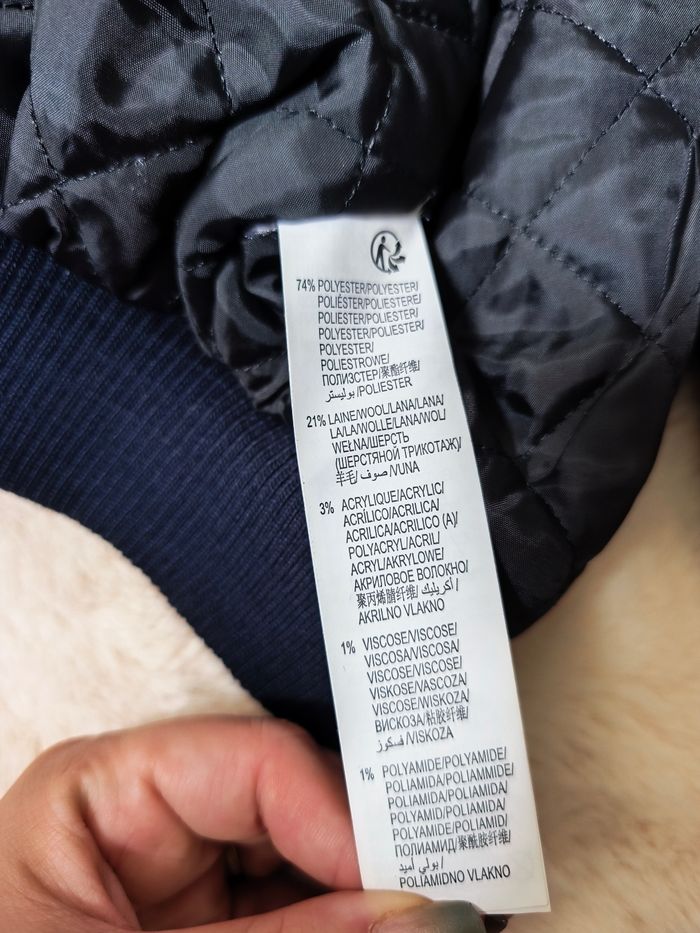 74% POLYESTER/POLYESTER/
POLIÉSTER/POLIESTERE/
POLIESTER/POLIESTER/
POLYESTER/POLIESTER/
POLYESTER/
POLIESTROWE/
ПОЛИЭСТЕР/聚酯纤维/
بوليستر /POLIESTER
21% LAINE/WOOL/LANA/LANA/
LA/LA/WOLLE/LANA/WOL/
WEŁNA/ШЕРСТЬ
(ШЕРСТЯНОЙ ТРИКОТАЖ)/
羊毛/ صوف /VUNA
3% ACRYLIQUE/ACRYLIC/
ACRÍLICO/ACRILICA/
ACRILICA/ACRILICO (A)/
POLYACRYL/ACRIL/
ACRYL/AKRYLOWE/
АКРИЛОВОЕ ВОЛОКНО/
聚丙烯腈纤维/ أكريليك /
AKRILNO VLAKNO
1% VISCOSE/VISCOSE/
VISCOSA/VISCOSA/
VISCOSE/VISCOSE/
VISKOSE/VASCOZA/
VISCOSE/WISKOZA/
ВИСКОЗА/粘胶纤维/
فسكوز /VISKOZA
1% POLYAMIDE/POLYAMIDE/
POLIAMIDA/POLIAMMIDE/
POLIAMIDA/POLIAMIDA/
POLYAMID/POLIAMIDA/
POLYAMIDE/POLIAMID/
ПОЛИАМИД/聚酰胺纤维/
بولي أميد /
POLIAMIDNO VLAKNO